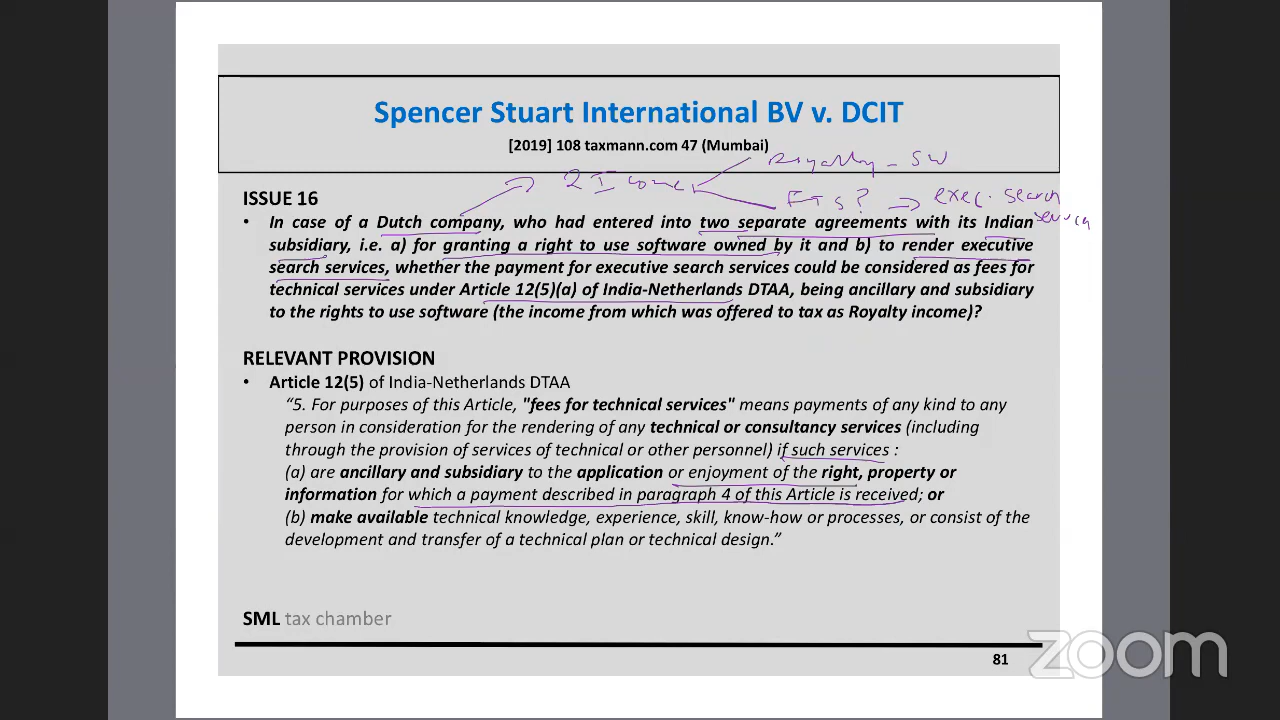 Spencer Stuart International BV v. DCIT
[2019] 108 taxmann.com 47 (Mumbai)
Royalty - SW
2 Income
FTS? → exec. search
service
ISSUE 16
• In case of a Dutch company, who had entered into two separate agreements with its Indian
subsidiary, i.e. a) for granting a right to use software owned by it and b) to render executive
search services, whether the payment for executive search services could be considered as fees for
technical services under Article 12(5)(a) of India-Netherlands DTAA, being ancillary and subsidiary
to the rights to use software (the income from which was offered to tax as Royalty income)?
RELEVANT PROVISION
• Article 12(5) of India-Netherlands DTAA
“5. For purposes of this Article, "fees for technical services" means payments of any kind to any
person in consideration for the rendering of any technical or consultancy services (including
through the provision of services of technical or other personnel) if such services :
(a) are ancillary and subsidiary to the application or enjoyment of the right, property or
information for which a payment described in paragraph 4 of this Article is received; or
(b) make available technical knowledge, experience, skill, know-how or processes, or consist of the
development and transfer of a technical plan or technical design.”
SML tax chamber
81
zoom